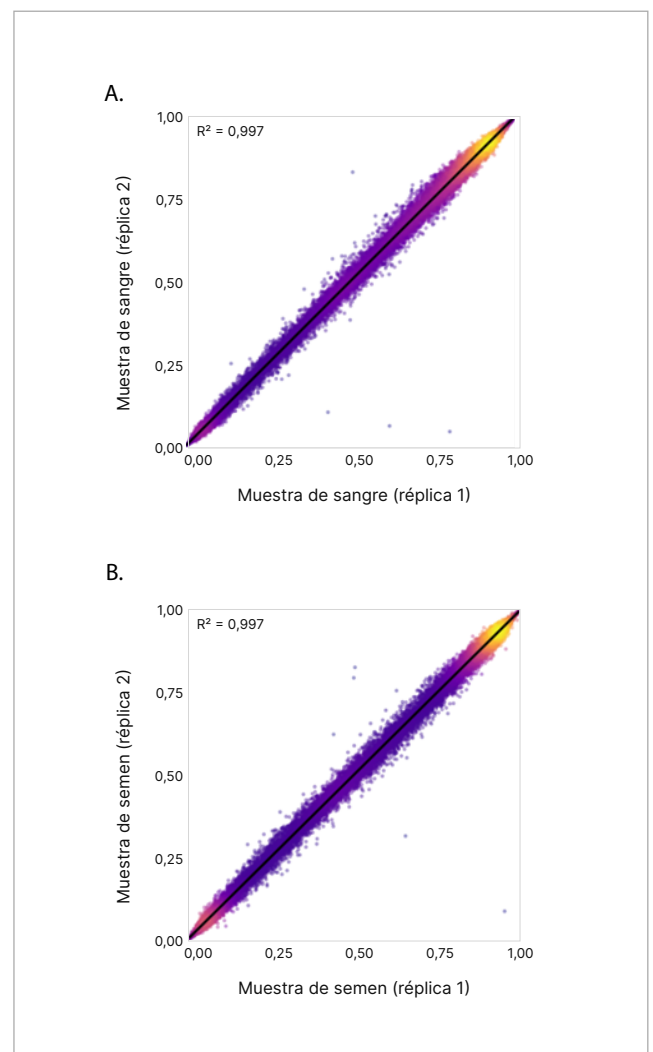 A.
1,00
R² = 0,997
0,75
0,50
0,25
0,00
Muestra de sangre (réplica 2)
0,00 0,25 0,50 0,75 1,00
Muestra de sangre (réplica 1)
B.
1,00
R² = 0,997
0,75
0,50
0,25
0,00
Muestra de semen (réplica 2)
0,00 0,25 0,50 0,75 1,00
Muestra de semen (réplica 1)